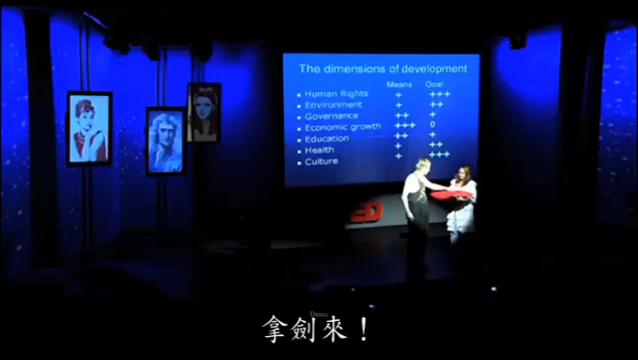 The dimensions of development
Means Goal
Human Rights + +++
Environment + ++
Governance ++ +
Economic growth +++ 0
Education ++ +
Health + ++
Culture + +++
TED
拿劍來！